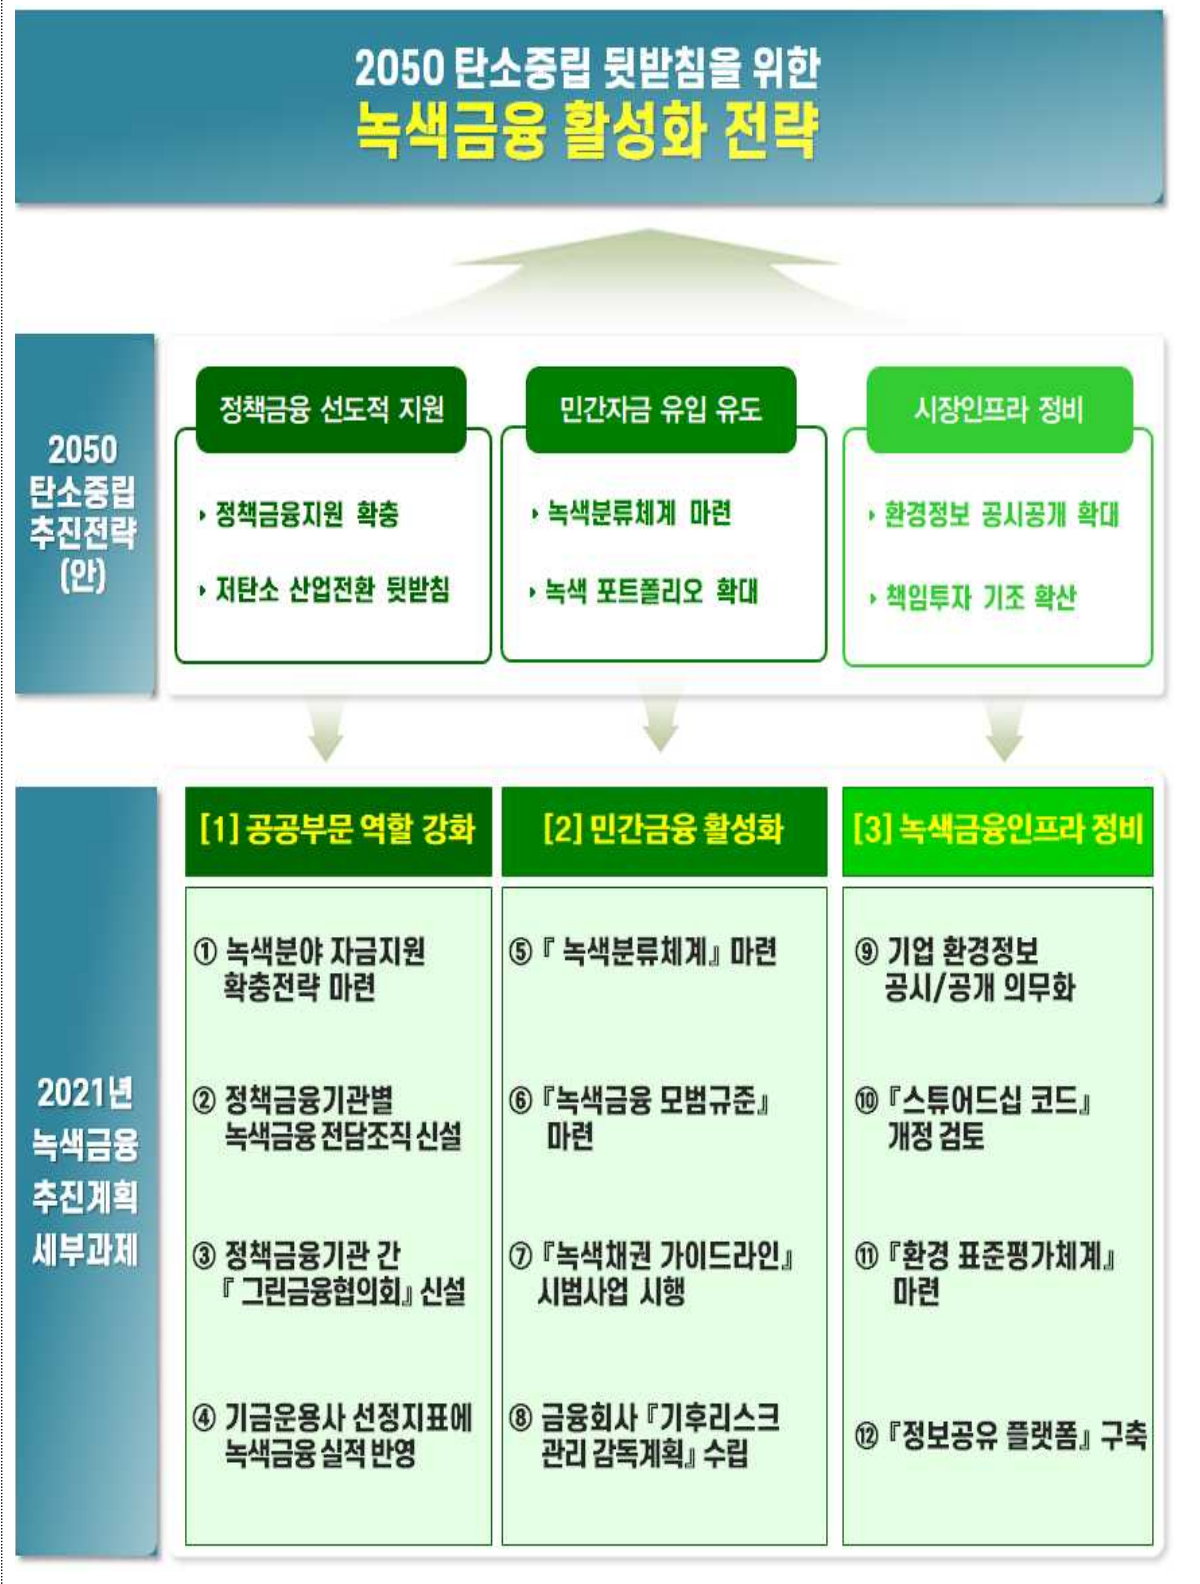 2050 탄소중립 뒷받침을 위한
녹색금융 활성화 전략
2050
탄소중립
추진전략
(안)
정책금융 선도적 지원
› 정책금융지원 확충
› 저탄소 산업전환 뒷받침
민간자금 유입 유도
› 녹색분류체계 마련
› 녹색 포트폴리오 확대
시장인프라 정비
› 환경정보 공시공개 확대
› 책임투자 기조 확산
2021년
녹색금융
추진계획
세부과제
[1] 공공부문 역할 강화
① 녹색분야 자금지원
확충전략 마련
② 정책금융기관별
녹색금융 전담조직 신설
③ 정책금융기관 간
『 그린금융협의회』 신설
④ 기금운용사 선정지표에
녹색금융 실적 반영
[2] 민간금융 활성화
⑤ 『 녹색분류체계』 마련
⑥ 『녹색금융 모범규준』
마련
⑦ 『녹색채권 가이드라인』
시범사업 시행
⑧ 금융회사 『기후리스크
관리 감독계획』 수립
[3] 녹색금융인프라 정비
⑨ 기업 환경정보
공시/공개 의무화
⑩ 『스튜어드십 코드』
개정 검토
⑪ 『환경 표준평가체계』
마련
⑫ 『정보공유 플랫폼』 구축